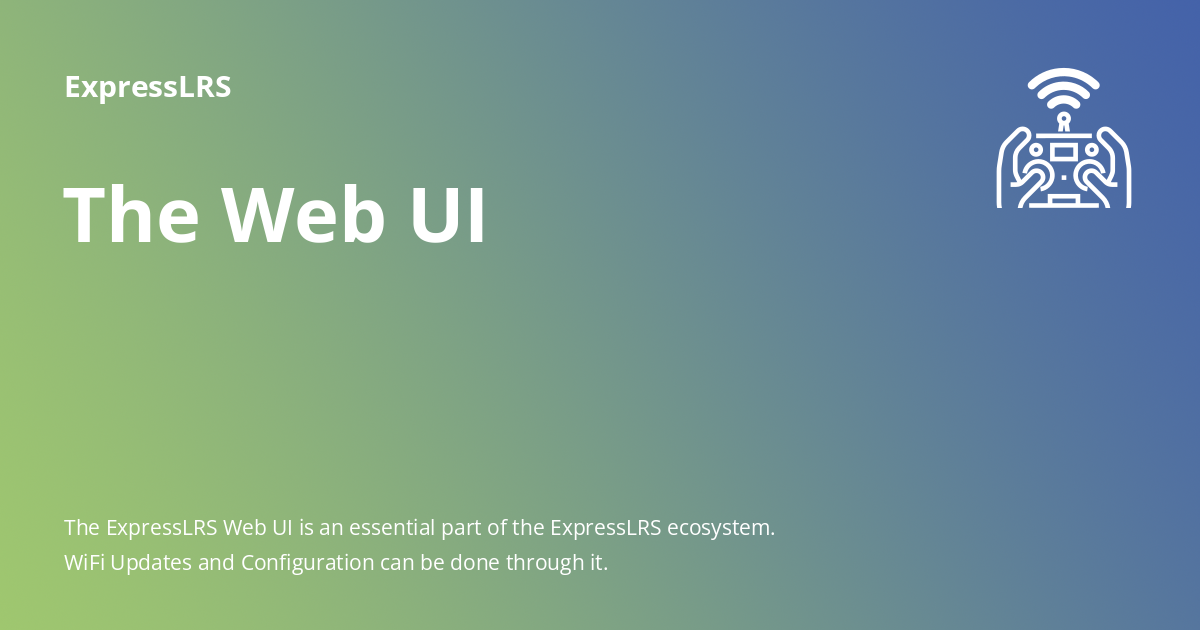 ExpressLRS
The Web UI
The ExpressLRS Web UI is an essential part of the ExpressLRS ecosystem.
WiFi Updates and Configuration can be done through it.